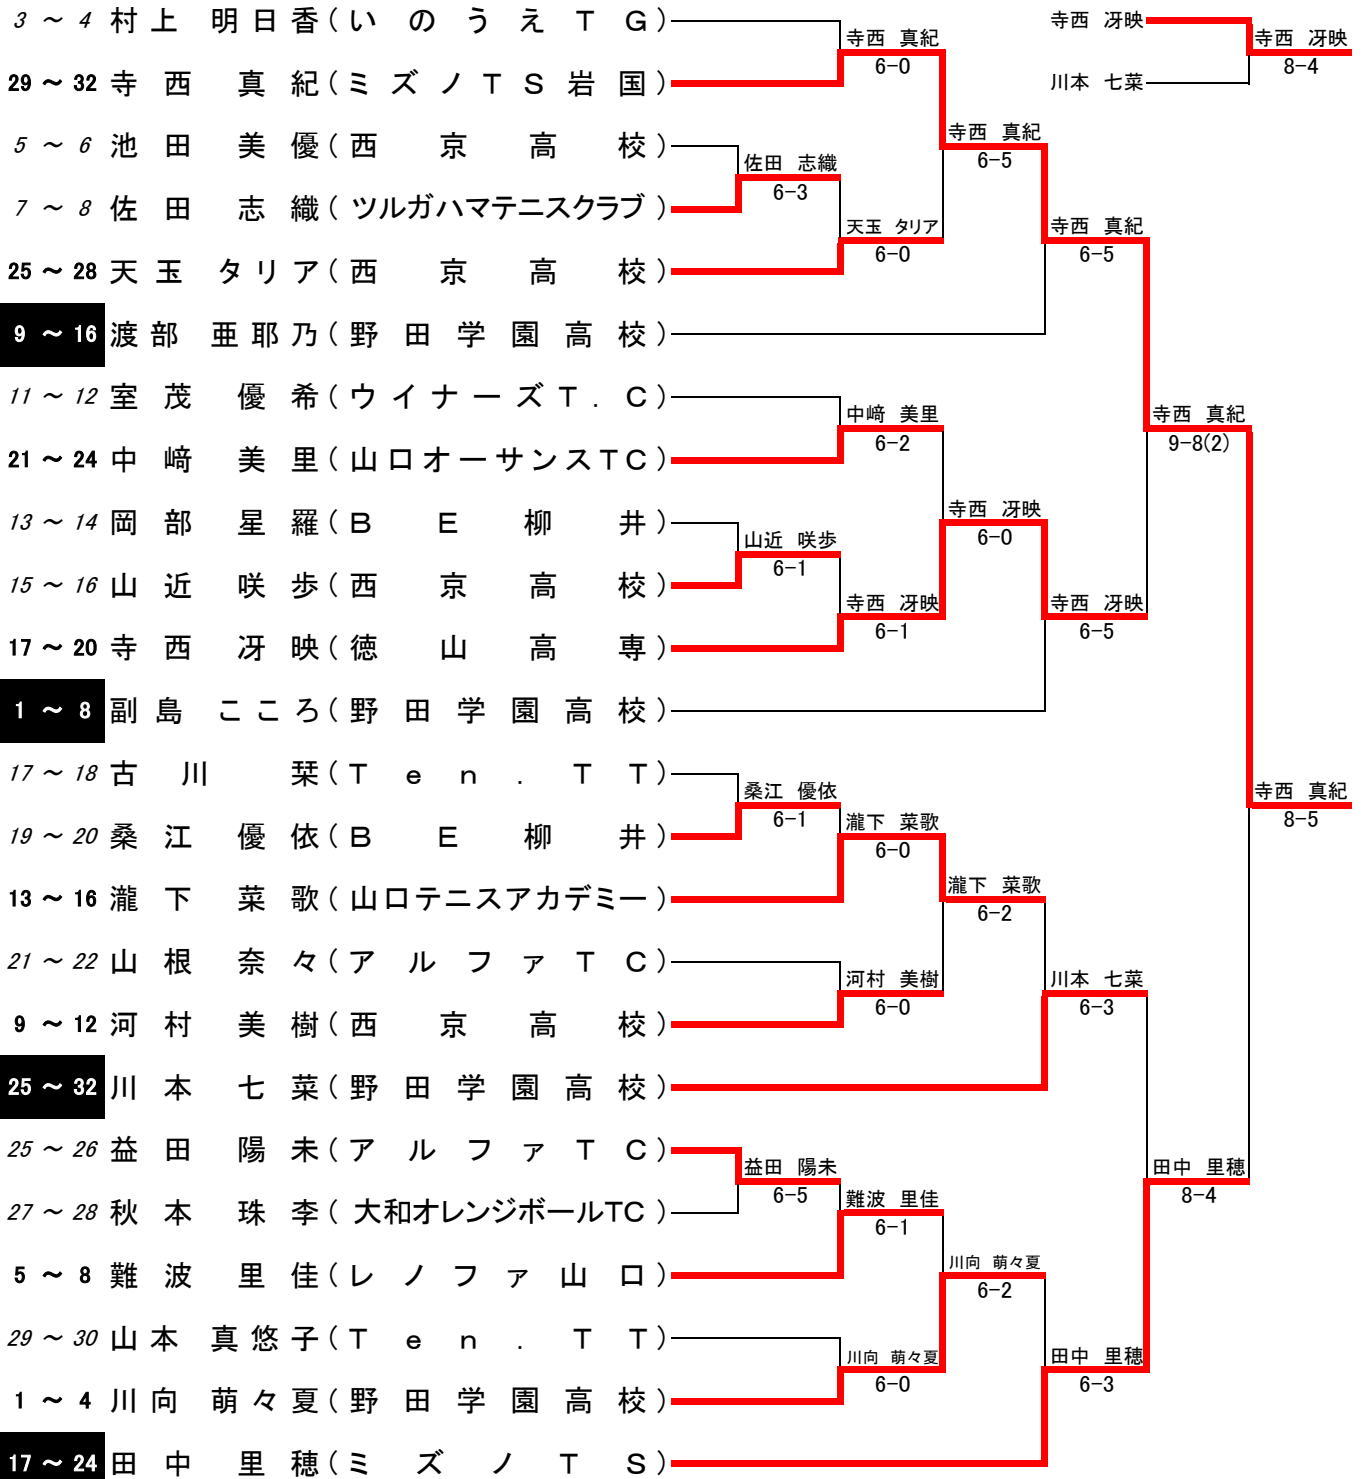 3 ～ 4 村上 明日香(いのうえTG)
29 ～ 32 寺西 真紀(ミズノTS岩国)
5 ～ 6 池田 美優(西京高校)
7 ～ 8 佐田 志織(ツルガハマテニスクラブ)
25 ～ 28 天玉 タリア(西京高校)
9 ～ 16 渡部 亜耶乃(野田学園高校)
11 ～ 12 室茂 優希(ウイナーズT.C)
21 ～ 24 中﨑 美里(山口オーサンスTC)
13 ～ 14 岡部 星羅(BE柳井)
15 ～ 16 山近 咲歩(西京高校)
17 ～ 20 寺西 冴映(徳山高専)
1 ～ 8 副島 こころ(野田学園高校)
17 ～ 18 古川 栞(Ten.TT)
19 ～ 20 桑江 優依(BE柳井)
13 ～ 16 瀧下 菜歌(山口テニスアカデミー)
21 ～ 22 山根 奈々(アルファTC)
9 ～ 12 河村 美樹(西京高校)
25 ～ 32 川本 七菜(野田学園高校)
25 ～ 26 益田 陽未(アルファTC)
27 ～ 28 秋本 珠李(大和オレンジボールTC)
5 ～ 8 難波 里佳(レノファ山口)
29 ～ 30 山本 真悠子(Ten.TT)
1 ～ 4 川向 萌々夏(野田学園高校)
17 ～ 24 田中 里穂(ミズノTS)
佐田 志織
6-3
山近 咲歩
6-1
桑江 優依
6-1
益田 陽未
6-5
寺西 真紀
6-0
天玉 タリア
6-0
中﨑 美里
6-2
寺西 冴映
6-1
瀧下 菜歌
6-0
河村 美樹
6-0
難波 里佳
6-1
川向 萌々夏
6-0
寺西 真紀
6-5
寺西 冴映
6-0
瀧下 菜歌
6-2
川向 萌々夏
6-2
寺西 真紀
6-5
寺西 冴映
6-5
川本 七菜
6-3
田中 里穂
6-3
寺西 真紀
9-8(2)
田中 里穂
8-4
寺西 真紀
8-5
寺西 冴映
川本 七菜
寺西 冴映
8-4